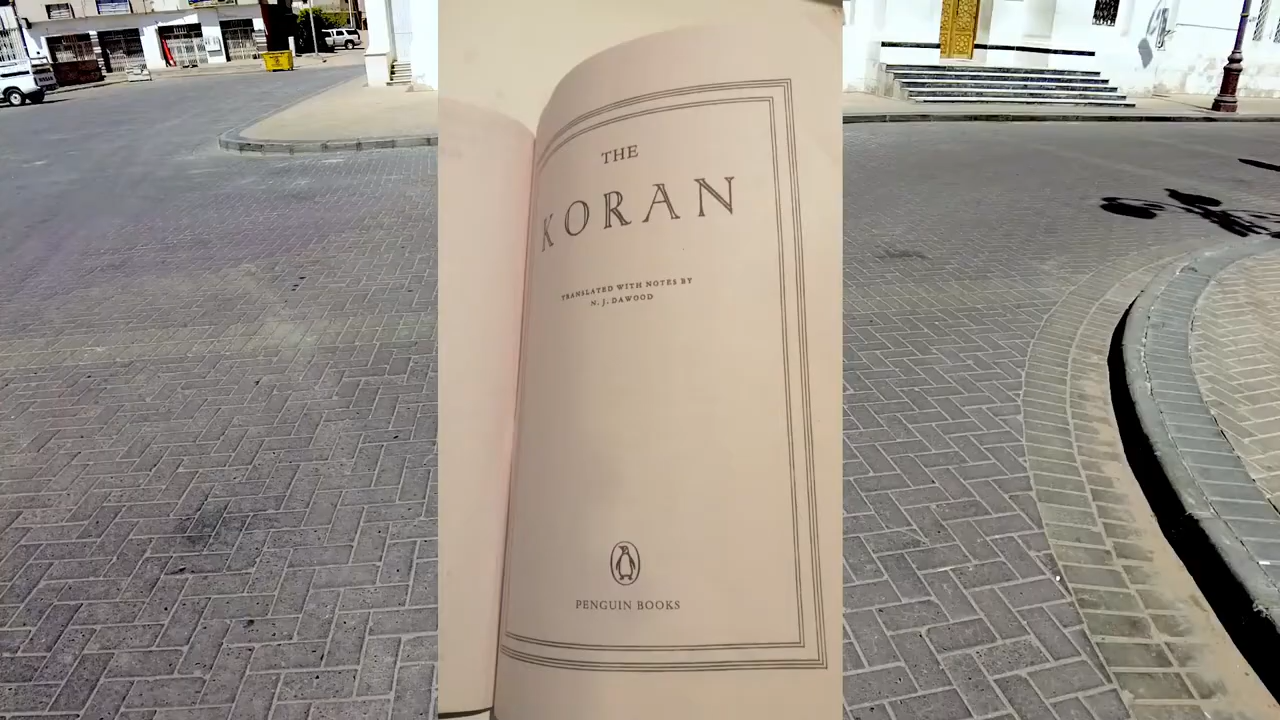 THE
KORAN
TRANSLATED WITH NOTES BY
N. J. DAWOOD
PENGUIN BOOKS